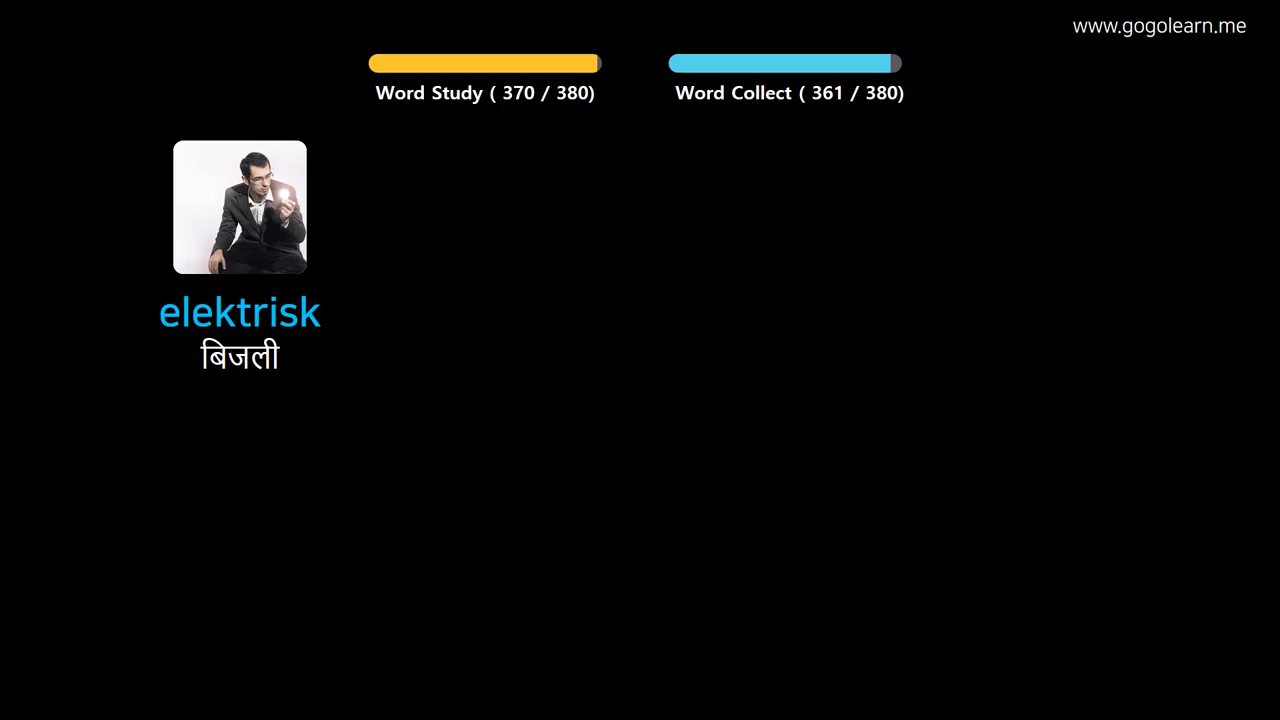 www.gogolearn.me
Word Study ( 370 / 380)
Word Collect ( 361 / 380)
elektrisk
बिजली